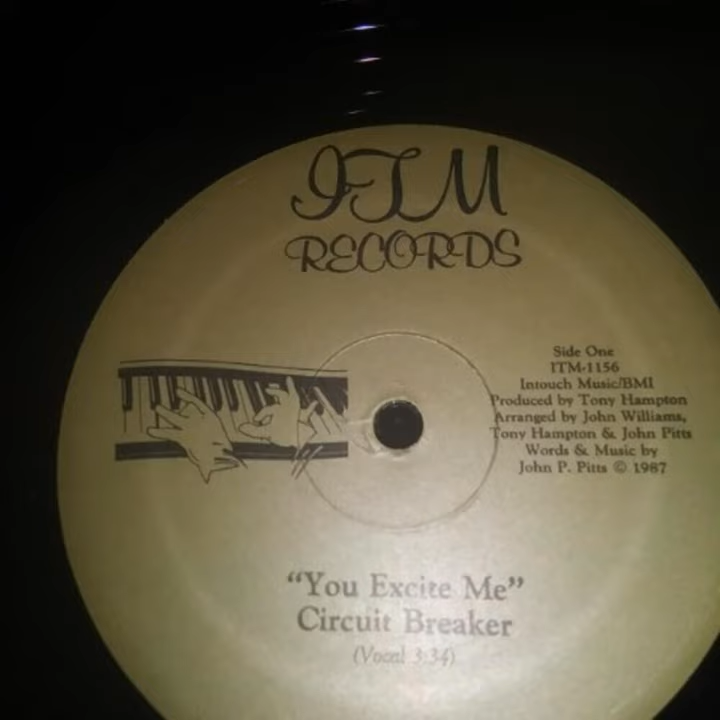 ITM
RECORDS
Side One
ITM-1156
Intouch Music/BMI
Produced by Tony Hampton
Arranged by John Williams,
Tony Hampton & John Pitts
Words & Music by
John P. Pitts © 1987
“You Excite Me”
Circuit Breaker
(Vocal 3:34)